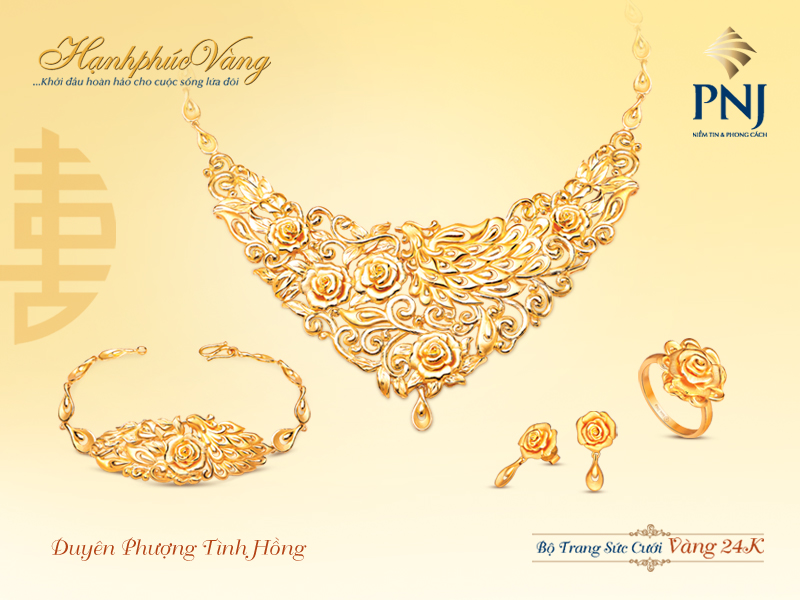 HạnhphúcVàng
...Khởi đầu hoàn hảo cho cuộc sống lứa đôi
PNJ
NIỀM TIN & PHONG CÁCH
Duyên Phượng Tình Hồng
Bộ Trang Sức Cưới Vàng 24K